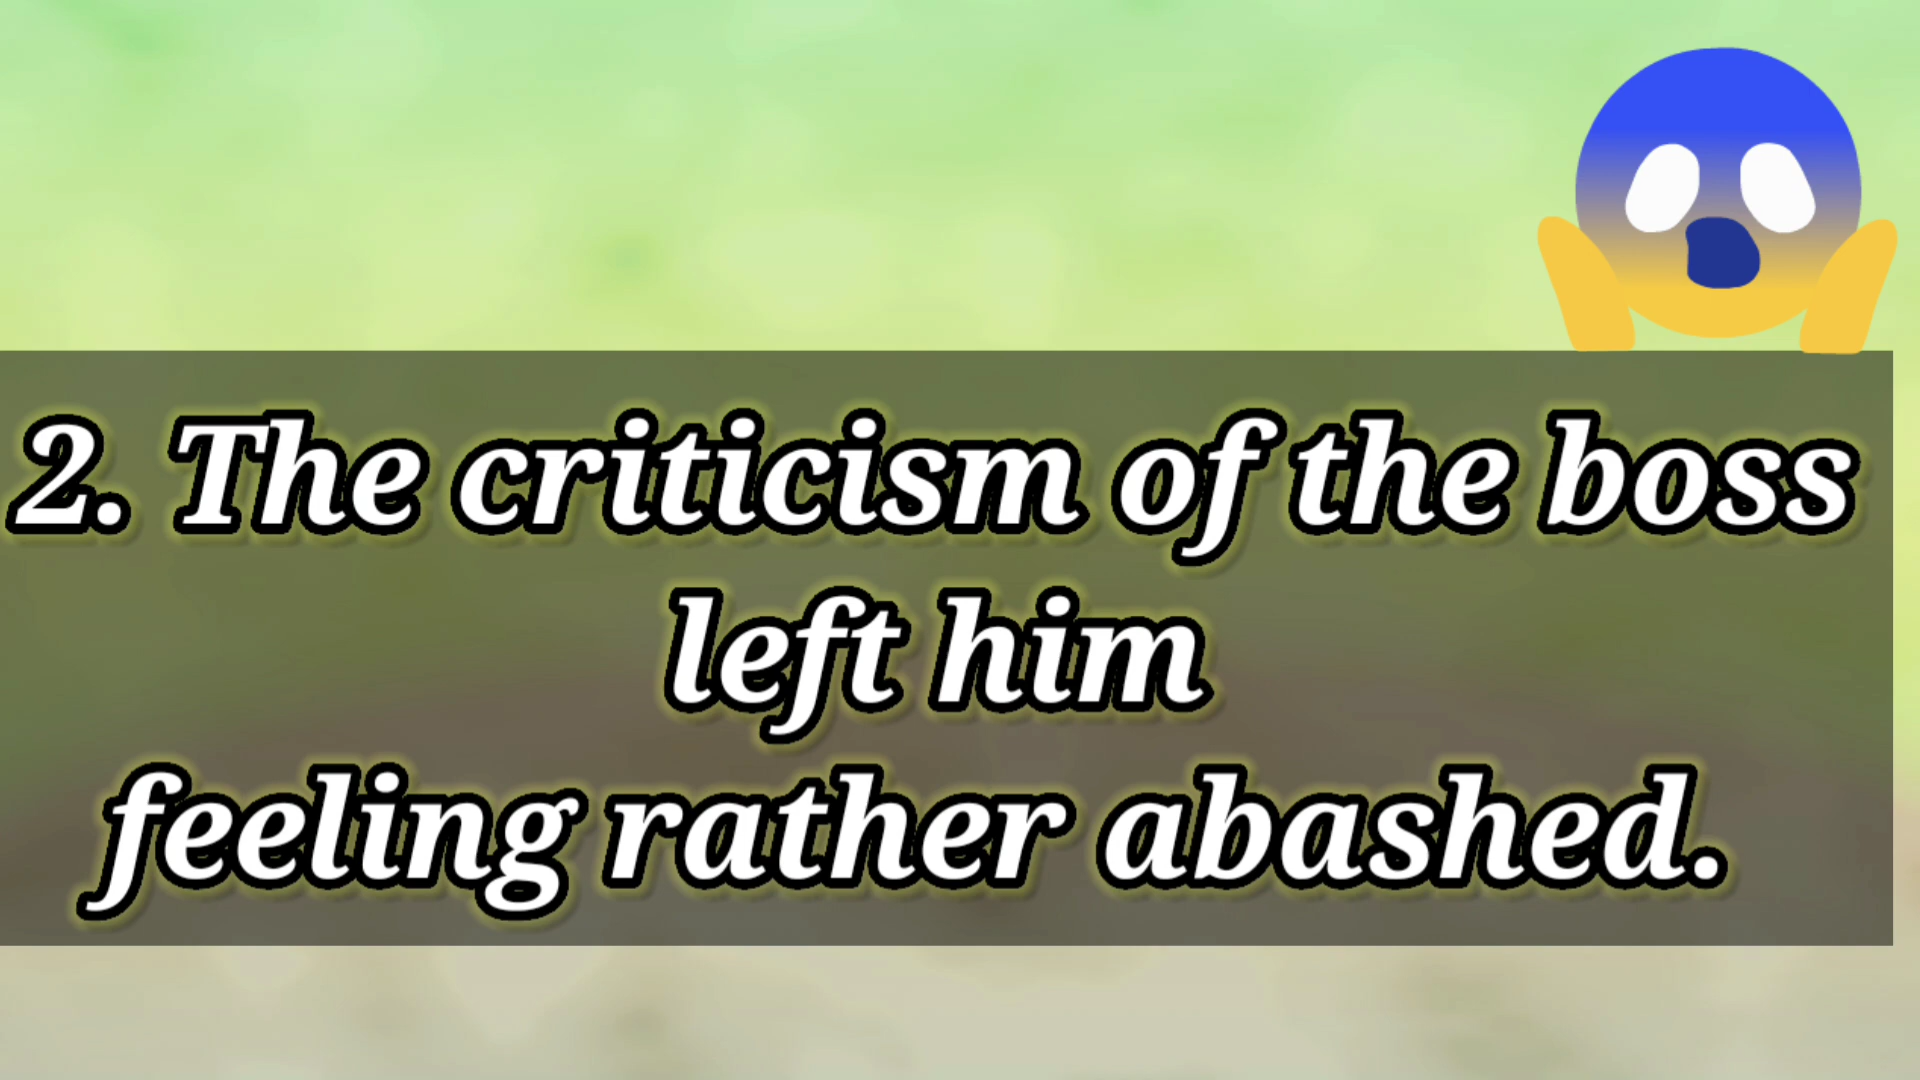 2. The criticism of the boss
left him
feeling rather abashed.